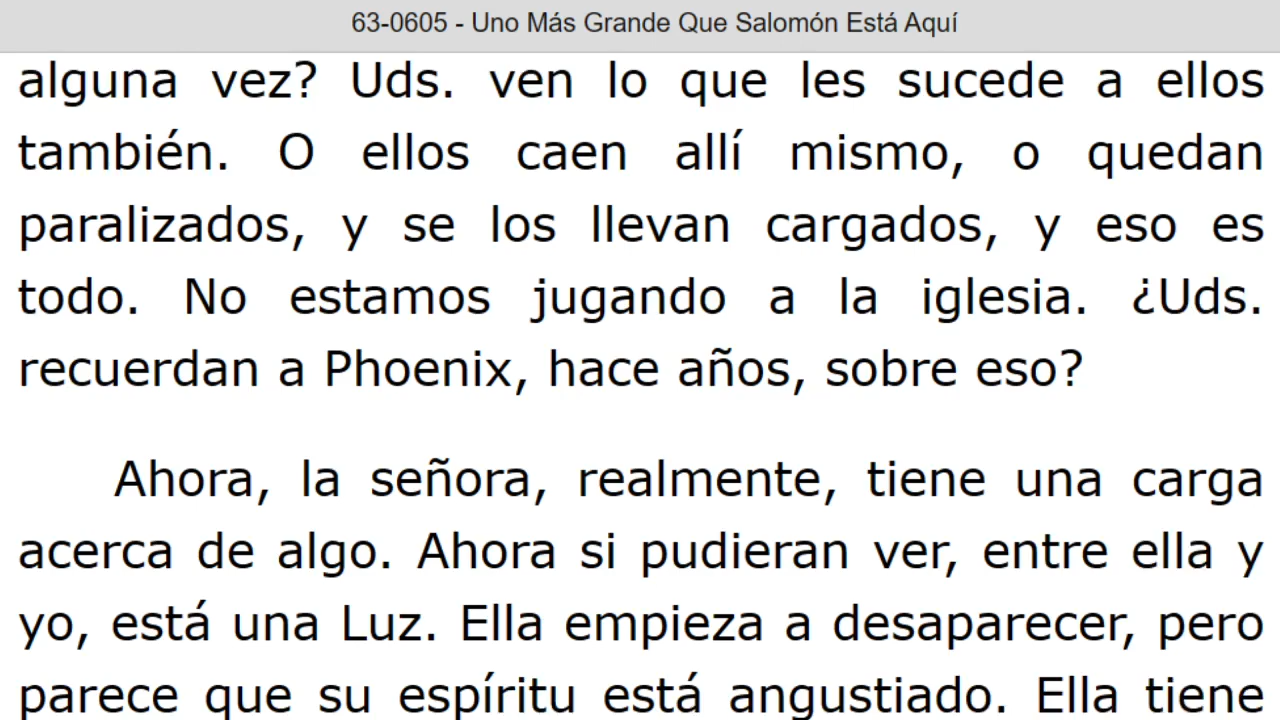 63-0605 - Uno Más Grande Que Salomón Está Aquí
alguna vez? Uds. ven lo que les sucede a ellos
también. O ellos caen allí mismo, o quedan
paralizados, y se los llevan cargados, y eso es
todo. No estamos jugando a la iglesia. ¿Uds.
recuerdan a Phoenix, hace años, sobre eso?
Ahora, la señora, realmente, tiene una carga
acerca de algo. Ahora si pudieran ver, entre ella y
yo, está una Luz. Ella empieza a desaparecer, pero
parece que su espíritu está angustiado. Ella tiene